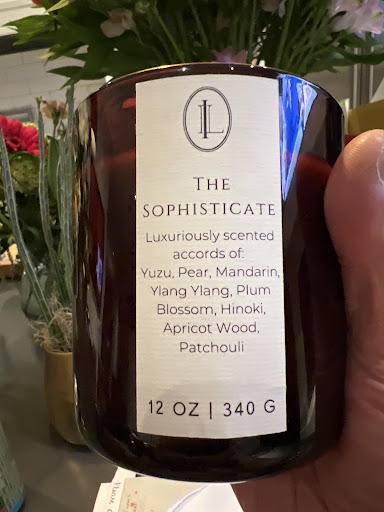 IL
THE
SOPHISTICATE
Luxuriously scented
accords of:
Yuzu, Pear, Mandarin,
Ylang Ylang, Plum
Blossom, Hinoki,
Apricot Wood,
Patchouli
12 OZ | 340 G